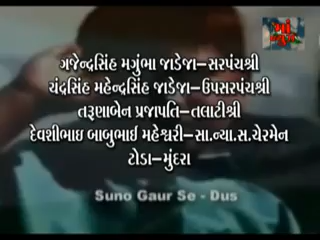 માઁ
ગજેન્દ્રસિંહ મગુંભા જાડેજા-સરપંચશ્રી
ચંદ્રસિંહ મહેન્દ્રસિંહ જાડેજા-ઉપસરપંચશ્રી
તરૂણાબેન પ્રજાપતિ-તલાટીશ્રી
દેવશીભાઇ બાબુભાઈ મહેશ્વરી-સા.ન્યા.સ.ચેરમેન
ટોડા-મુંદરા
Suno Gaur Se - Dus